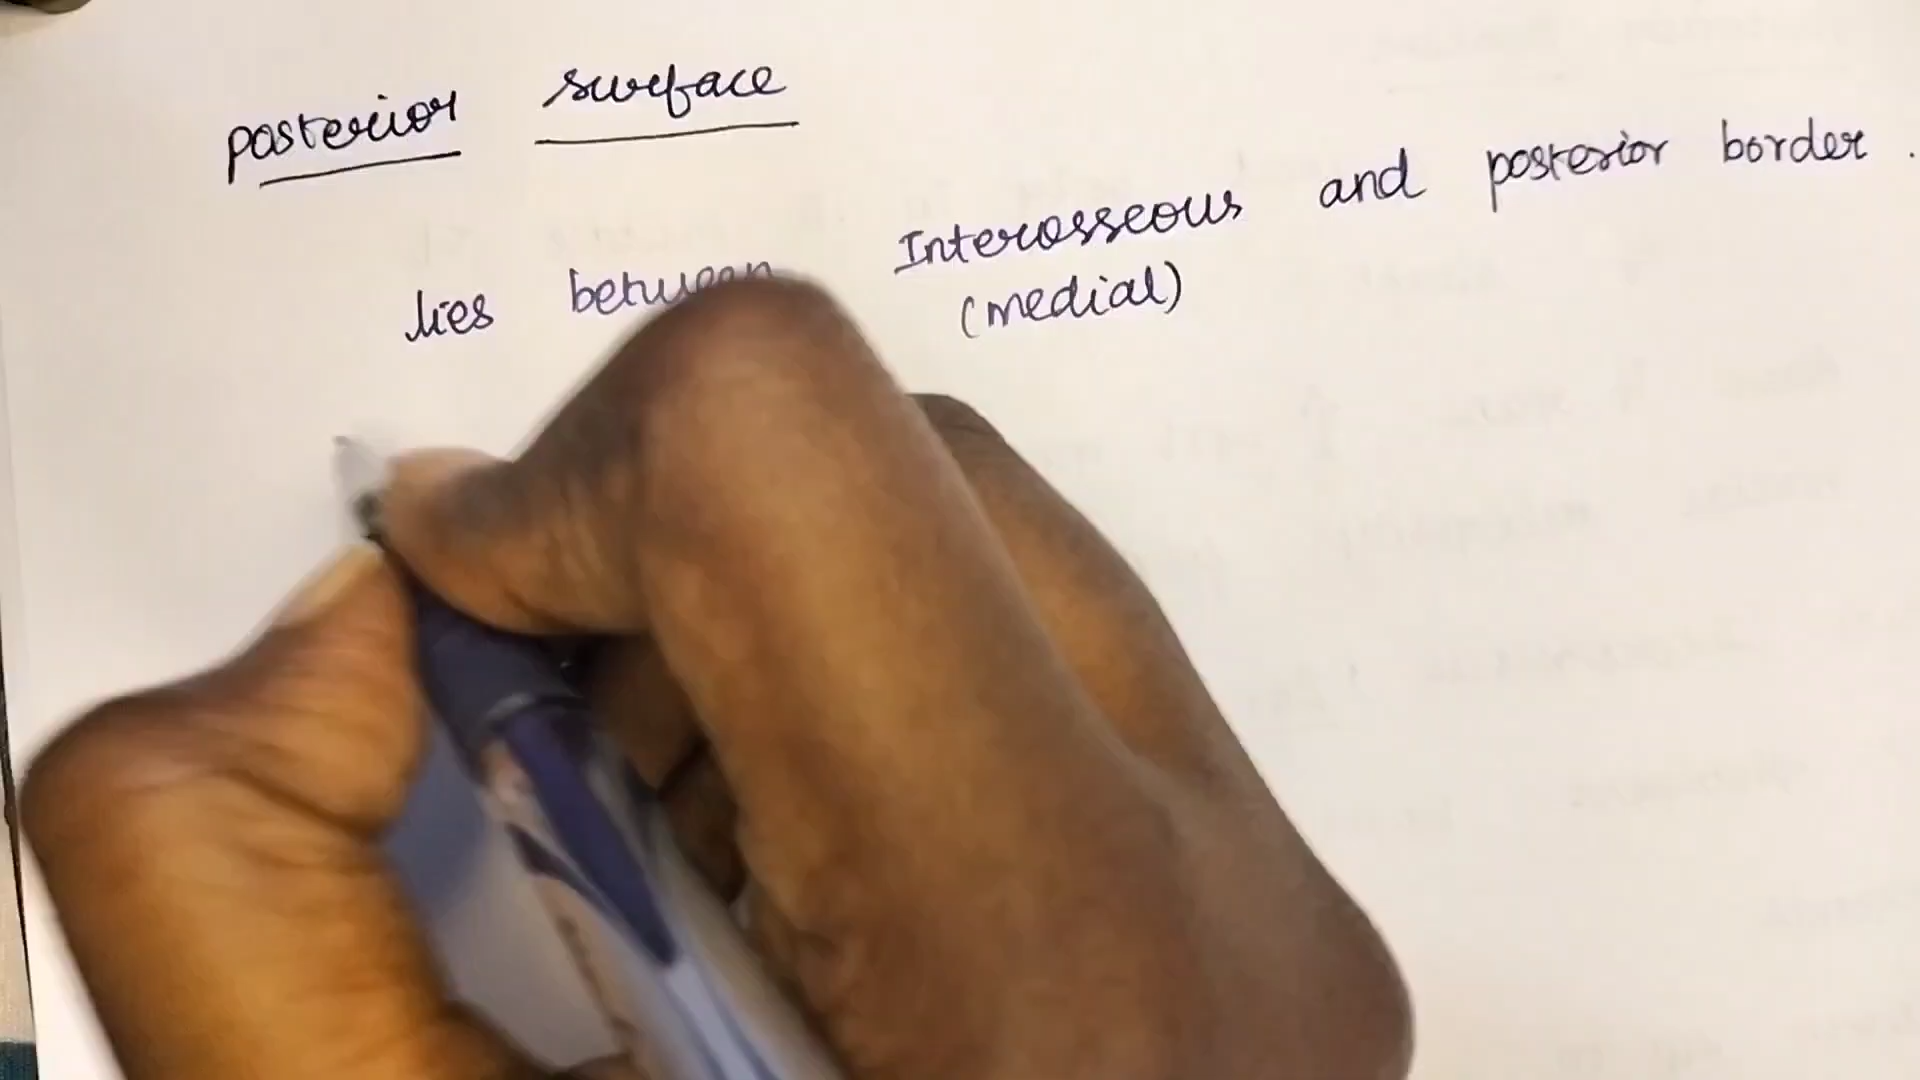 posterior surface
lies between Interosseous and posterior border.
(medial)